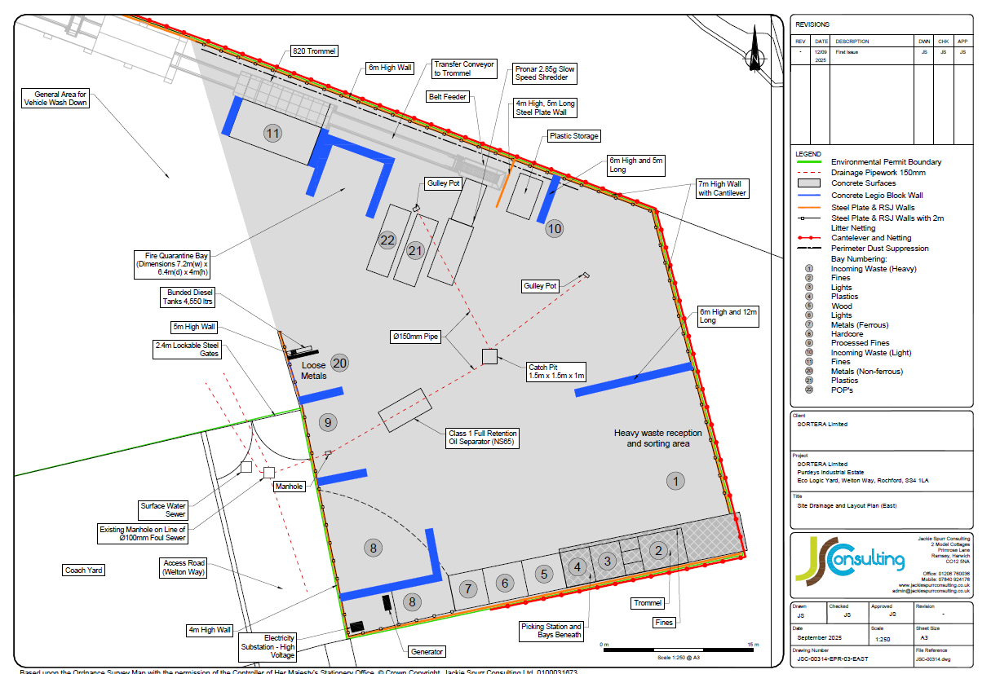 820 Trommel
6m High Wall
Transfer Conveyor
to Trommel
Pronar 2.85g Slow
Speed Shredder
Belt Feeder
4m High, 5m Long
Steel Plate Wall
General Area for
Vehicle Wash Down
Plastic Storage
11
6m High and 5m
Long
7m High Wall
with Cantilever
Gulley Pot
10
22
21
Fire Quarantine Bay
(Dimensions 7.2m(w) x
6.4m(d) x 4m(h)
Gulley Pot
Bunded Diesel
Tanks 4,550 ltrs
6m High and 12m
Long
5m High Wall
Ø150mm Pipe
2.4m Lockable Steel
Gates
20
Loose
Metals
Catch Pit
1.5m x 1.5m x 1m
9
Class 1 Full Retention
Oil Separator (NS65)
Heavy waste reception
and sorting area
1
Manhole
Surface Water
Sewer
Existing Manhole on Line of
Ø100mm Foul Sewer
8
Coach Yard
Access Road
(Welton Way)
2
3
4
5
6
7
8
Trommel
Fines
Picking Station and
Bays Beneath
4m High Wall
Electricity
Substation - High
Voltage
Generator
0 m
15 m
Scale 1:250 @ A3
Based upon the Ordnance Survey Map with the permission of the Controller of Her Majesty's Stationery Office. © Crown Copyright. Jackie Spurr Consulting Ltd. 0100031673
REVISIONS
REV DATE DESCRIPTION DWN CHK APP
- 12/09 First Issue JS JS JS
2025
LEGEND
Environmental Permit Boundary
Drainage Pipework 150mm
Concrete Surfaces
Concrete Legio Block Wall
Steel Plate & RSJ Walls
Steel Plate & RSJ Walls with 2m
Litter Netting
Cantelever and Netting
Perimeter Dust Suppression
Bay Numbering:
1 Incoming Waste (Heavy)
2 Fines
3 Lights
4 Plastics
5 Wood
6 Lights
7 Metals (Ferrous)
8 Hardcore
9 Processed Fines
10 Incoming Waste (Light)
11 Fines
20 Metals (Non-ferrous)
21 Plastics
22 POP's
Client
SORTERA Limited
Project
SORTERA Limited
Purdeys Industrial Estate
Eco Logic Yard, Welton Way, Rochford, SS4 1LA
Title
Site Drainage and Layout Plan (East)
JSConsulting
Jackie Spurr Consulting
2 Model Cottages
Primrose Lane
Ramsey, Harwich
CO12 5NA
Office: 01206 760036
Mobile: 07840 924176
www.jackiespurrconsulting.co.uk
admin@jackiespurrconsulting.co.uk
Drawn Checked Approved Revision
JS JS JS -
Date Scale Sheet Size
September 2025 1:250 A3
Drawing Number File Reference
JSC-00314-EPR-03-EAST JSC-00314.dwg